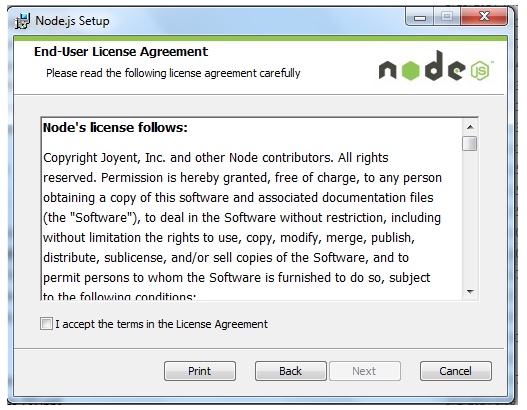 Node.js Setup
End-User License Agreement
Please read the following license agreement carefully
node JS
Node's license follows:
Copyright Joyent, Inc. and other Node contributors. All rights
reserved. Permission is hereby granted, free of charge, to any person
obtaining a copy of this software and associated documentation files
(the "Software"), to deal in the Software without restriction, including
without limitation the rights to use, copy, modify, merge, publish,
distribute, sublicense, and/or sell copies of the Software, and to
permit persons to whom the Software is furnished to do so, subject
to the following conditions:
I accept the terms in the License Agreement
Print Back Next Cancel